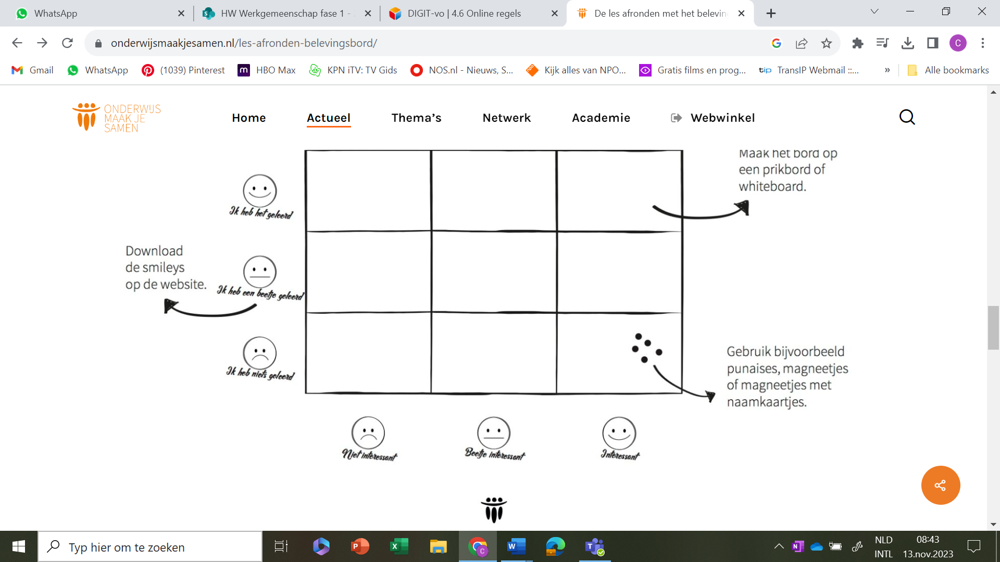 WhatsApp
HW Werkgemeenschap fase 1 -
DIGIT-vo | 4.6 Online regels
De les afronden met het belevin
onderwijsmaakjesamen.nl/les-afronden-belevingsbord/
C
Gmail
WhatsApp
(1039) Pinterest
HBO Max
KPN iTV: TV Gids
NOS.nl - Nieuws, S...
Kijk alles van NPO...
Gratis films en prog...
tip
TransIP Webmail ::...
»
Alle bookmarks
ONDERWIJS
MAAK JE
SAMEN
Home
Actueel
Thema's
Netwerk
Academie
Webwinkel
Maak het bord op
een prikbord of
whiteboard.
Ik heb het geleerd
Download
de smileys
op de website.
Ik heb een beetje geleerd
Ik heb niets geleerd
Gebruik bijvoorbeeld
punaises, magneetjes
of magneetjes met
naamkaartjes.
Niet interessant
Beetje interessant
Interessant
Typ hier om te zoeken
NLD
INTL
08:43
13.nov.2023